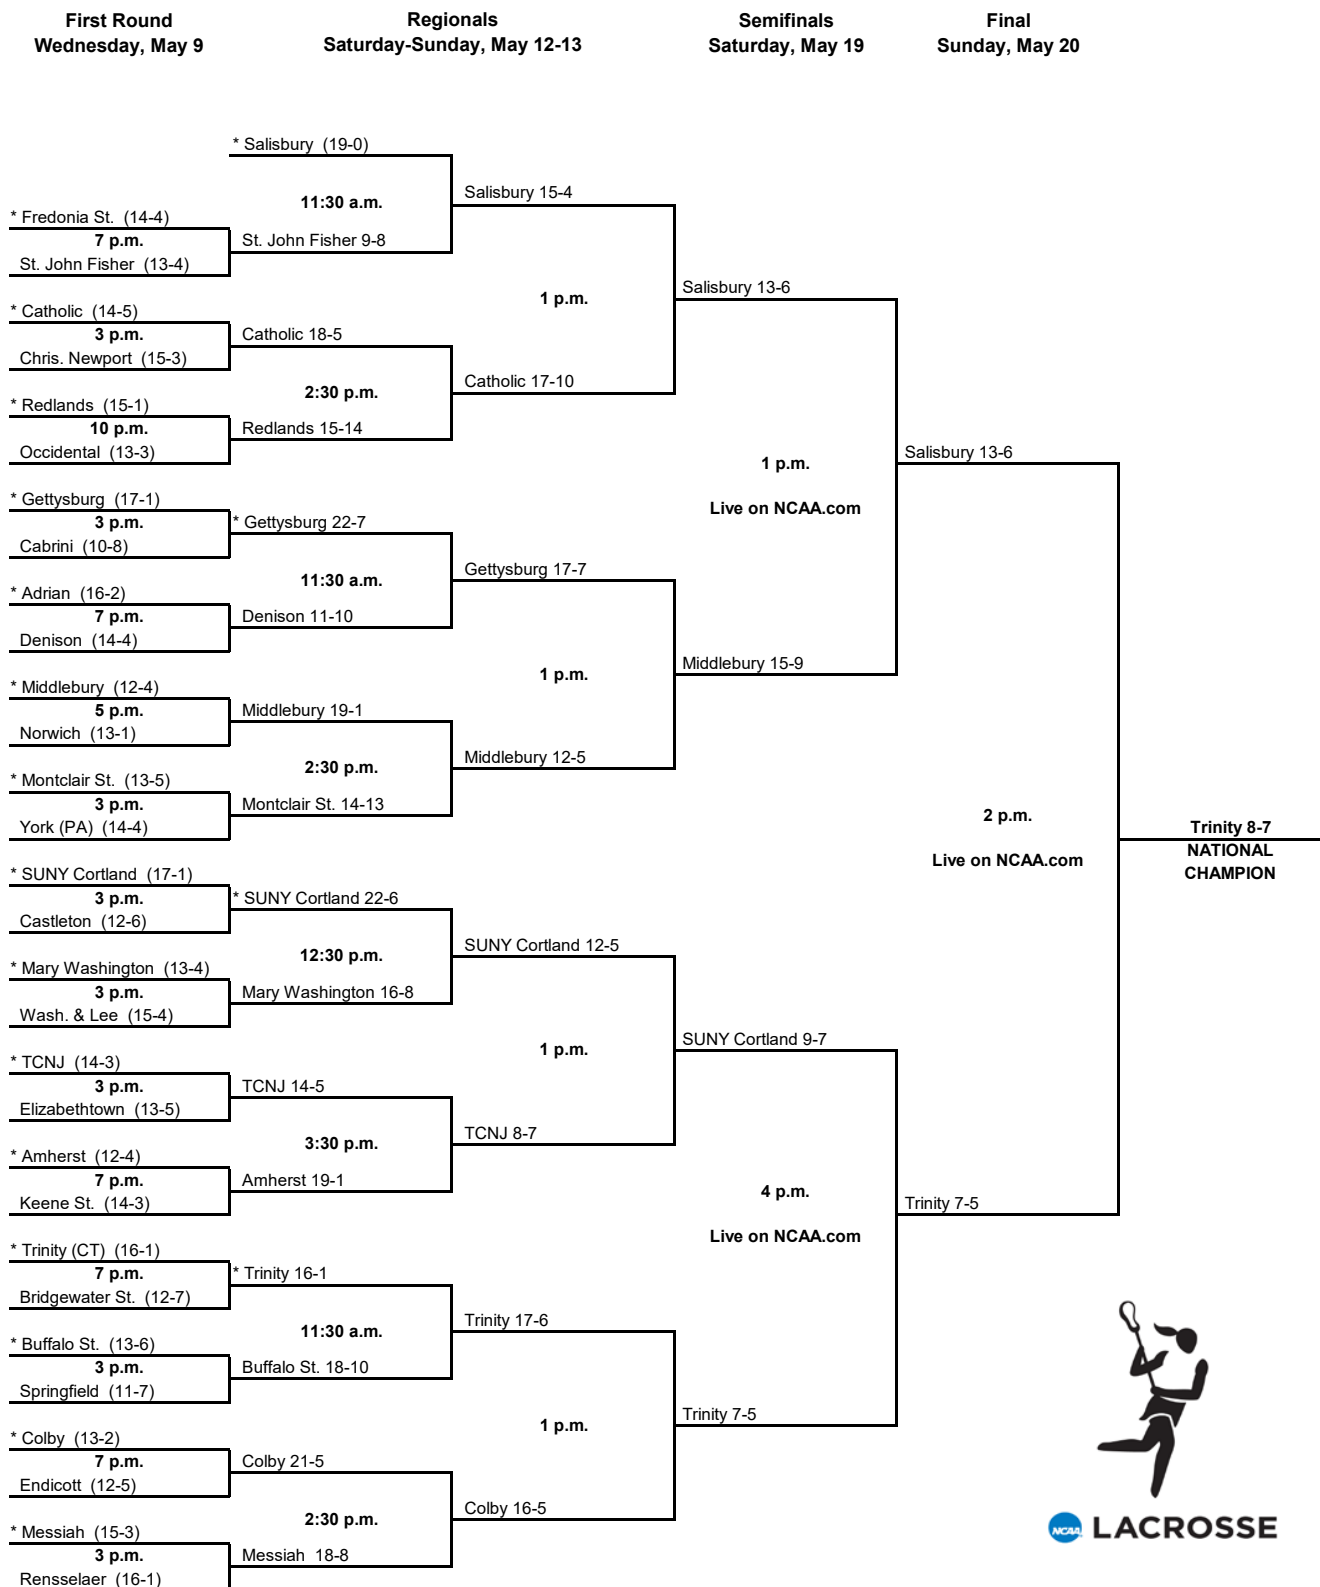 First Round
Wednesday, May 9
Regionals
Saturday-Sunday, May 12-13
Semifinals
Saturday, May 19
Final
Sunday, May 20
* Salisbury (19-0)
11:30 a.m.
Salisbury 15-4
* Fredonia St. (14-4)
7 p.m.
St. John Fisher 9-8
St. John Fisher (13-4)
1 p.m.
Salisbury 13-6
* Catholic (14-5)
3 p.m.
Catholic 18-5
Chris. Newport (15-3)
2:30 p.m.
Catholic 17-10
* Redlands (15-1)
10 p.m.
Redlands 15-14
Occidental (13-3)
1 p.m.
Live on NCAA.com
Salisbury 13-6
* Gettysburg (17-1)
3 p.m.
* Gettysburg 22-7
Cabrini (10-8)
11:30 a.m.
Gettysburg 17-7
* Adrian (16-2)
7 p.m.
Denison 11-10
Denison (14-4)
1 p.m.
Middlebury 15-9
* Middlebury (12-4)
5 p.m.
Middlebury 19-1
Norwich (13-1)
2:30 p.m.
Middlebury 12-5
* Montclair St. (13-5)
3 p.m.
Montclair St. 14-13
York (PA) (14-4)
2 p.m.
Live on NCAA.com
Trinity 8-7
NATIONAL
CHAMPION
* SUNY Cortland (17-1)
3 p.m.
* SUNY Cortland 22-6
Castleton (12-6)
12:30 p.m.
SUNY Cortland 12-5
* Mary Washington (13-4)
3 p.m.
Mary Washington 16-8
Wash. & Lee (15-4)
1 p.m.
SUNY Cortland 9-7
* TCNJ (14-3)
3 p.m.
TCNJ 14-5
Elizabethtown (13-5)
3:30 p.m.
TCNJ 8-7
* Amherst (12-4)
7 p.m.
Amherst 19-1
Keene St. (14-3)
4 p.m.
Live on NCAA.com
Trinity 7-5
* Trinity (CT) (16-1)
7 p.m.
* Trinity 16-1
Bridgewater St. (12-7)
11:30 a.m.
Trinity 17-6
* Buffalo St. (13-6)
3 p.m.
Buffalo St. 18-10
Springfield (11-7)
1 p.m.
Trinity 7-5
* Colby (13-2)
7 p.m.
Colby 21-5
Endicott (12-5)
2:30 p.m.
Colby 16-5
* Messiah (15-3)
3 p.m.
Messiah 18-8
Rensselaer (16-1)
NCAA LACROSSE